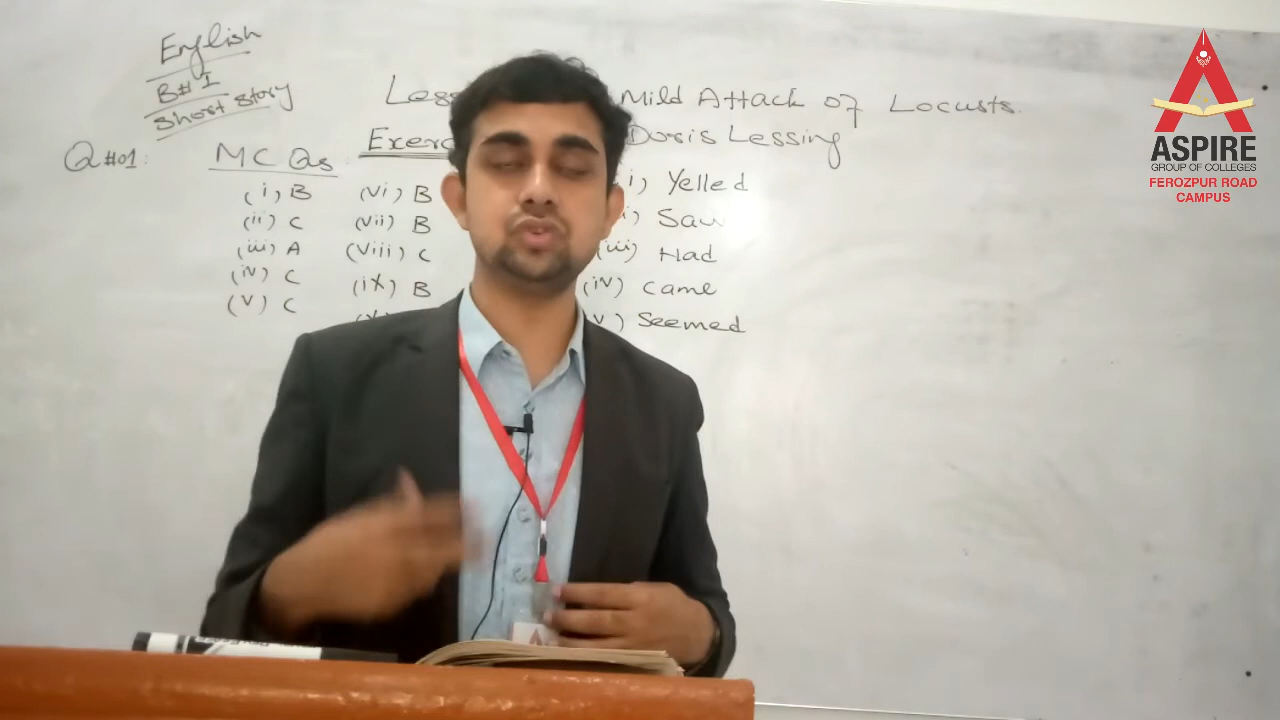 English
B# I
Short story
Less Mild Attack of Locusts.
Exerc Doris Lessing
Q#01: MCQs
(i) B (vi) B i) Yelled
(ii) C (vii) B i) Saw
(iii) A (viii) C (iii) Had
(iv) C (ix) B (iv) Came
(v) C (x v) Seemed
ASPIRE
GROUP OF COLLEGES
FEROZPUR ROAD
CAMPUS